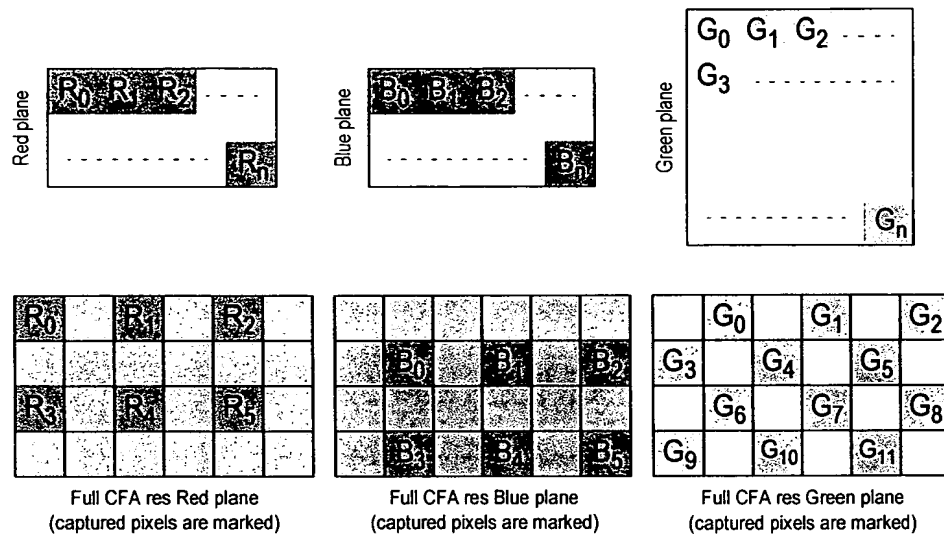 Red plane
R0 R1 R2 - - - -
- - - - - - - - - - - Rn
Blue plane
B0 B1 B2 - - - -
- - - - - - - - - - - Bn
Green plane
G0 G1 G2 - - - - -
G3 - - - - - - - - - - -
- - - - - - - - - - - Gn
R0 R1 R2
R3 R4 R5
Full CFA res Red plane
(captured pixels are marked)
B0 B1 B2
B3 B4 B5
Full CFA res Blue plane
(captured pixels are marked)
G0 G1 G2
G3 G4 G5
G6 G7 G8
G9 G10 G11
Full CFA res Green plane
(captured pixels are marked)